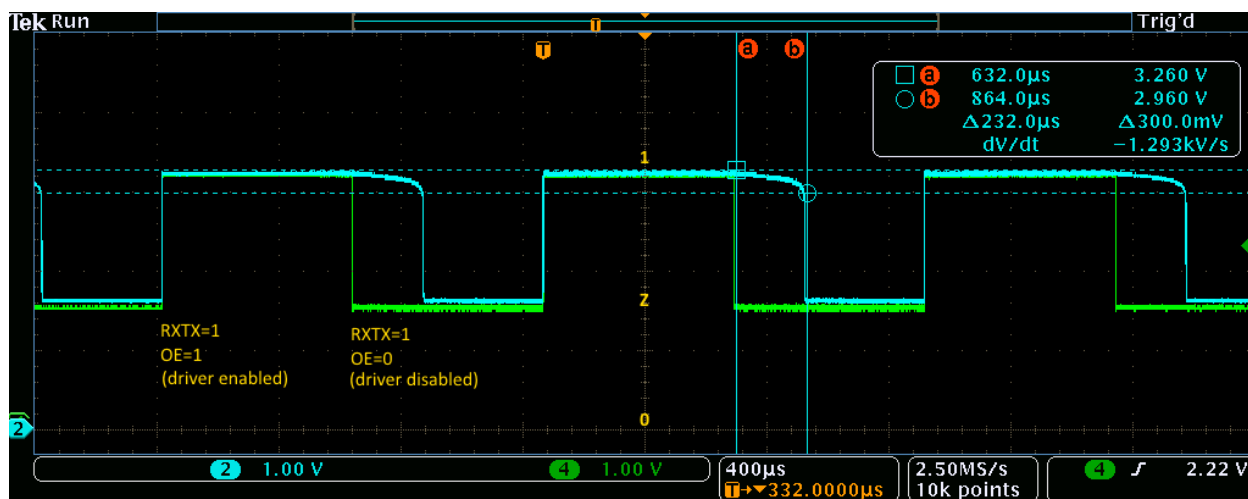 Tek Run
Trig'd
T
T
a b
a 632.0µs 3.260 V
b 864.0µs 2.960 V
Δ232.0µs Δ300.0mV
dV/dt −1.293kV/s
1
Z
RXTX=1
OE=1
(driver enabled)
RXTX=1
OE=0
(driver disabled)
0
2
2 1.00 V
4 1.00 V
400µs
T→▼332.0000µs
2.50MS/s
10k points
4 2.22 V